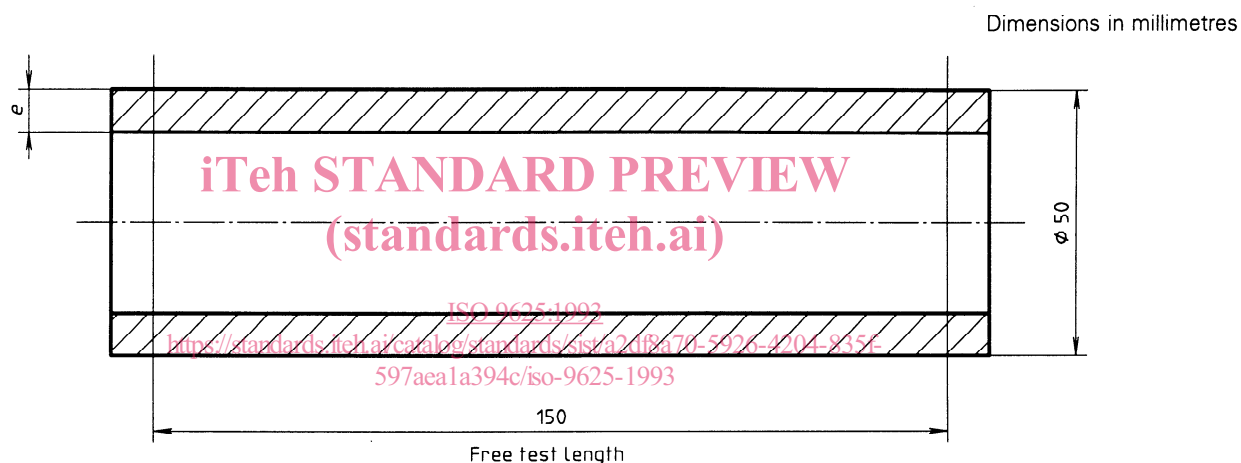 Dimensions in millimetres
e
iTeh STANDARD PREVIEW
(standards.iteh.ai)
ø 50
ISO 9625:1993
https://standards.iteh.ai/catalog/standards/sist/a2df8a70-5926-4204-835f-
597aea1a394c/iso-9625-1993
150
Free test length